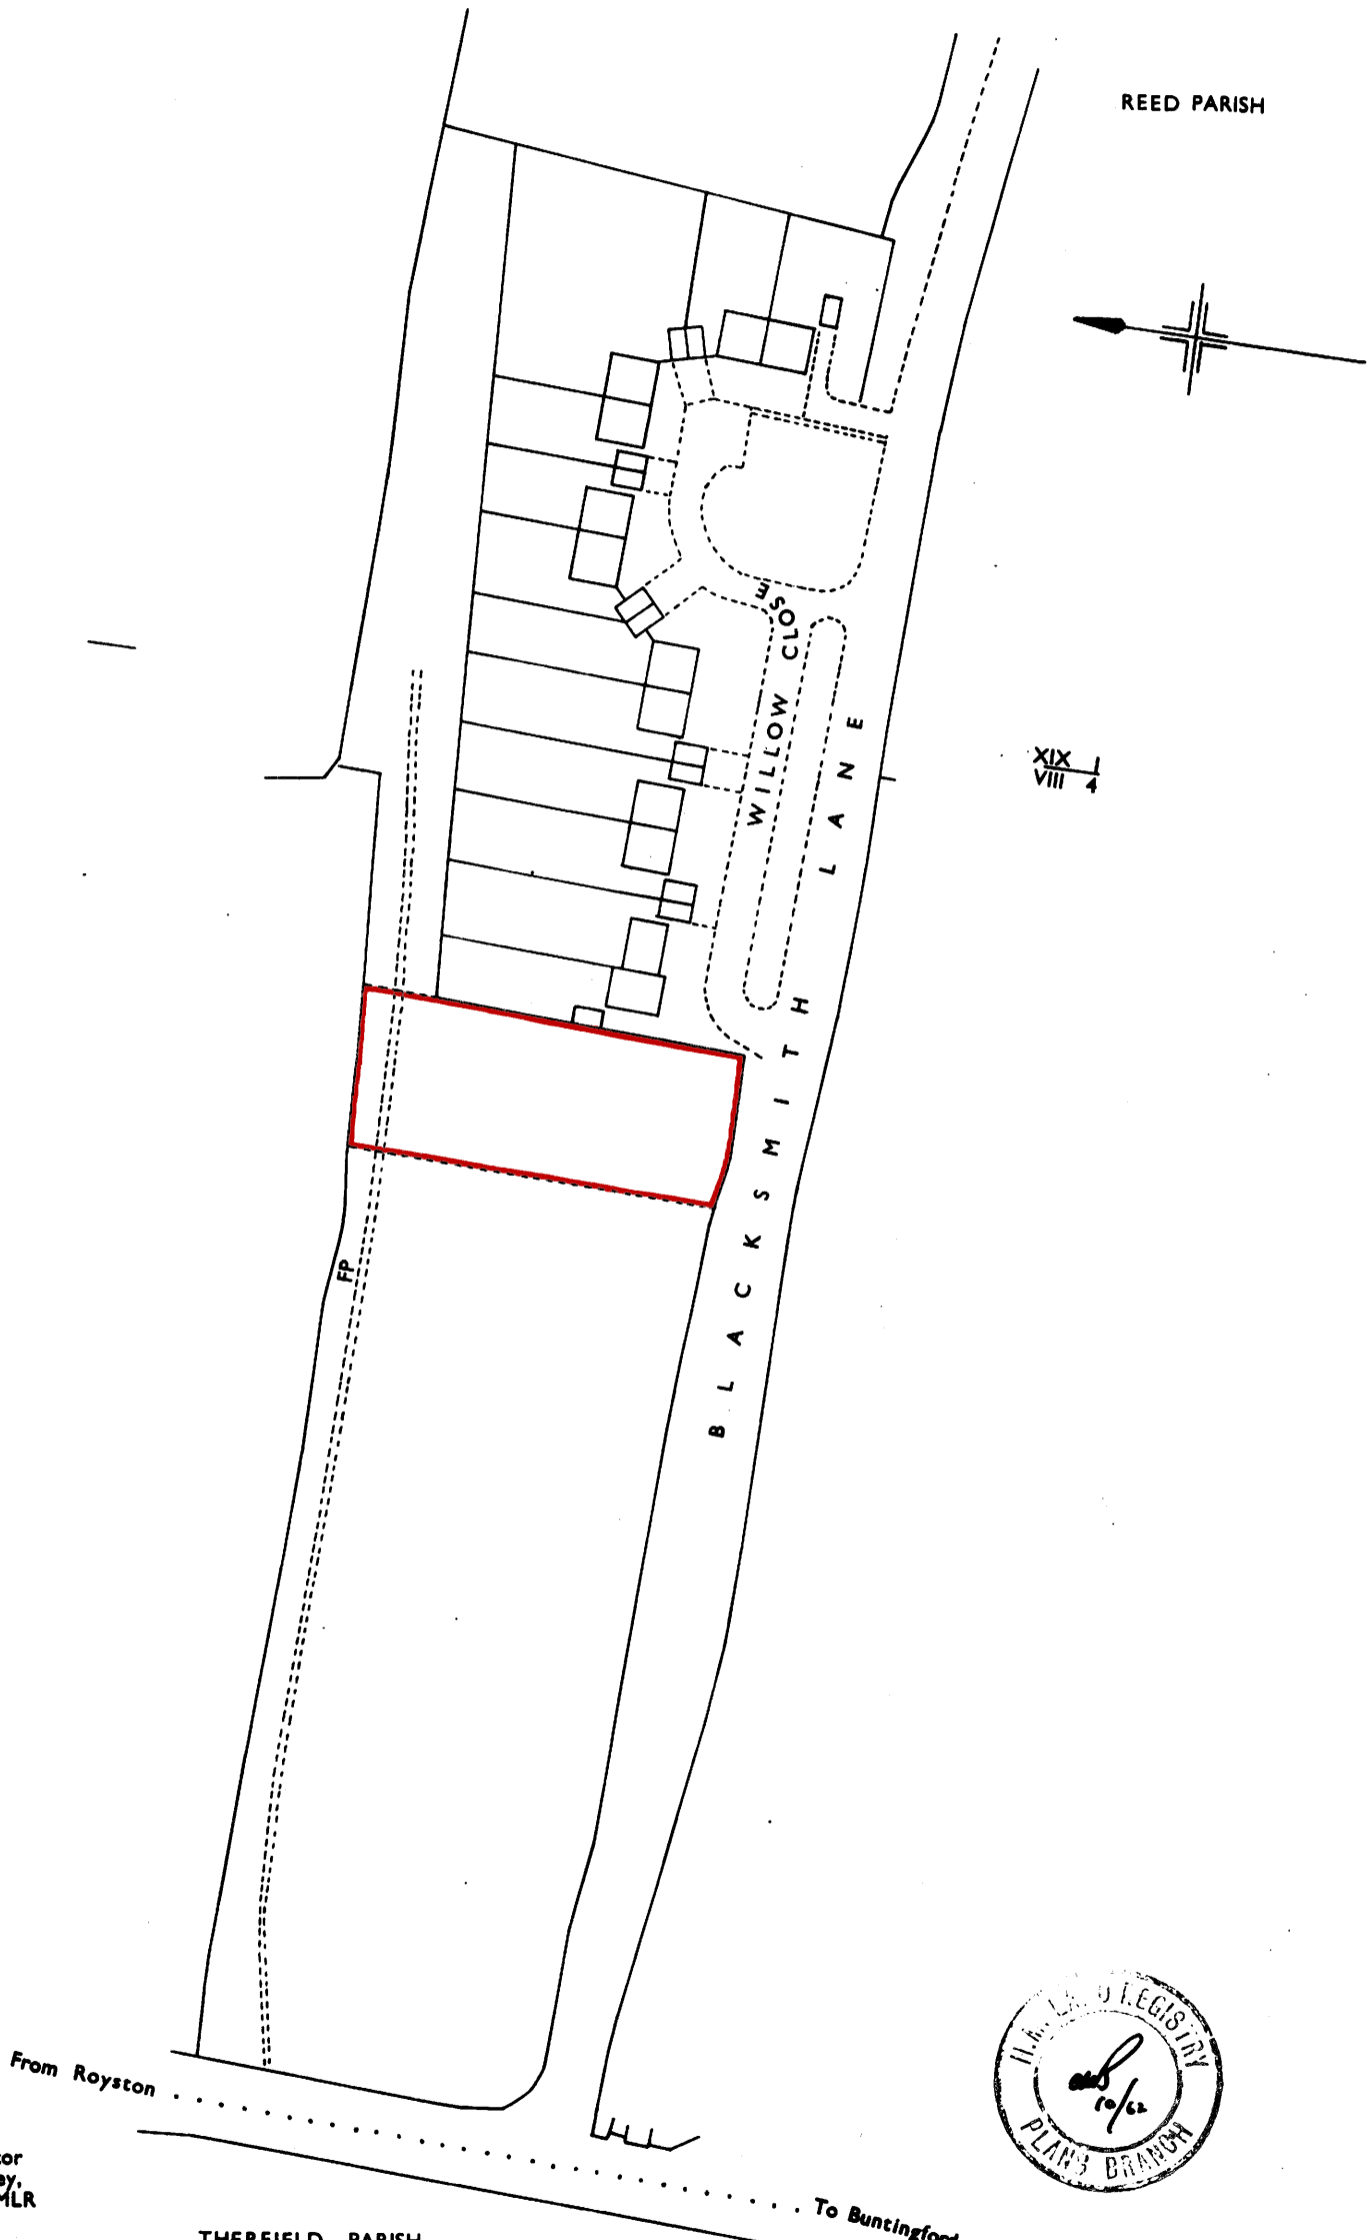 REED PARISH
WILLOW CLOSE
XIX 1
VIII 4
BLACKSMITH LANE
FP
From Royston
To Buntingford
H.M. LAND REGISTRY
10/62
PLANS BRANCH
MLR
THERFIELD PARISH